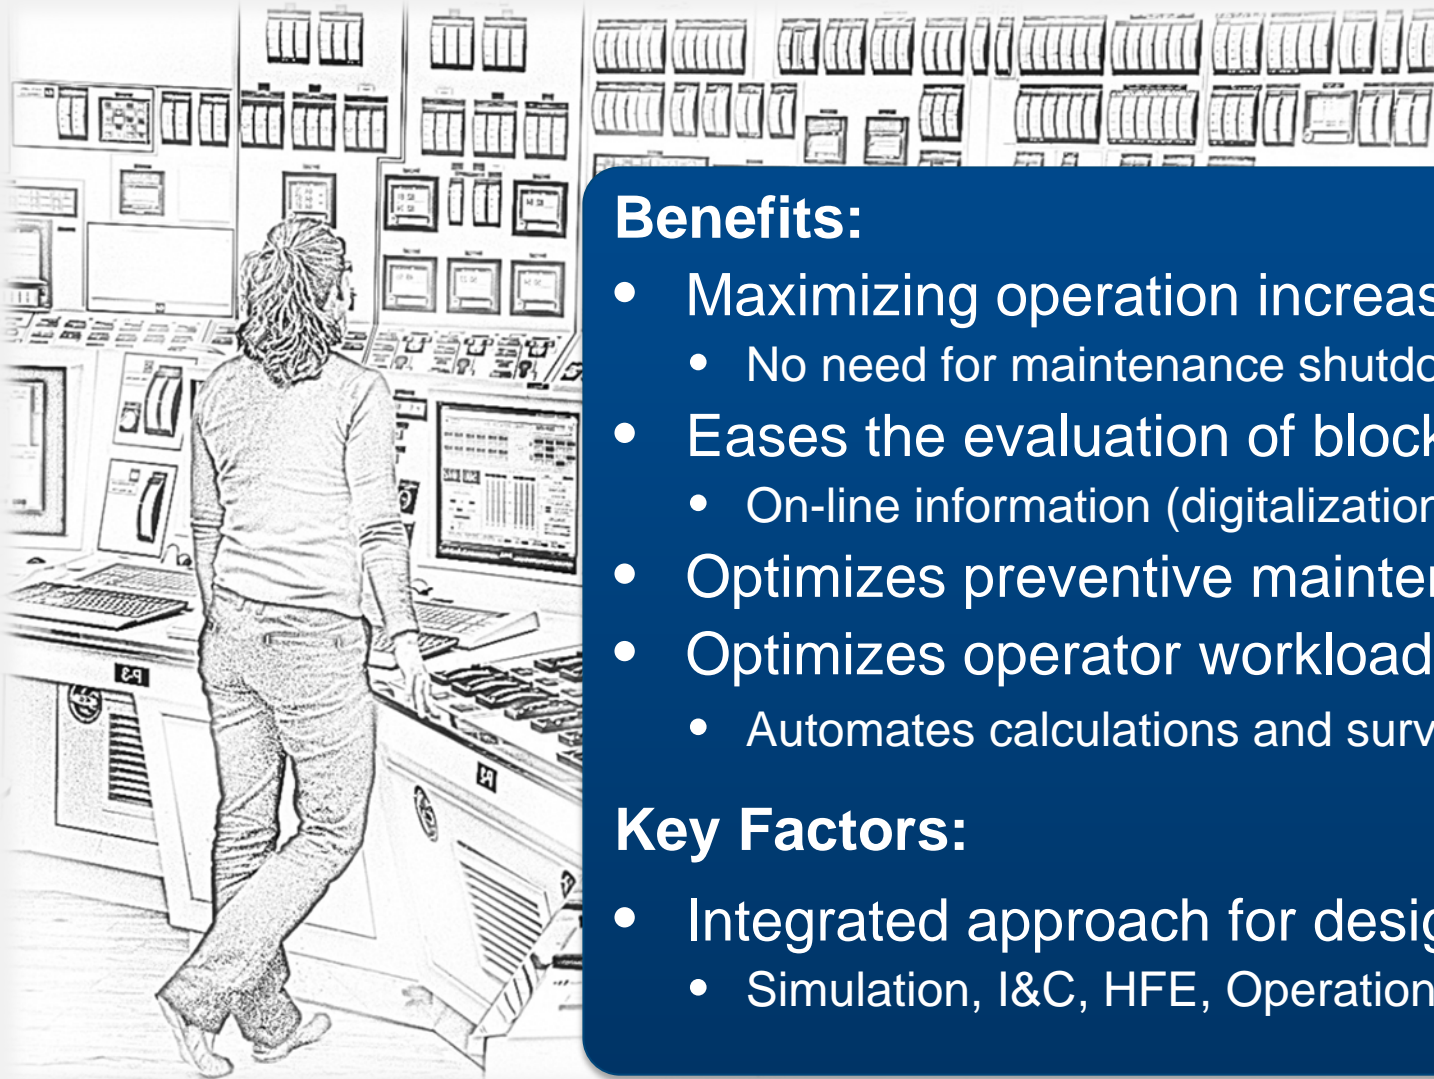 Benefits:
• Maximizing operation
• No need for maintenance
• Eases the evaluation of
• On-line information
• Optimizes preventive
• Optimizes operator workload
• Automates calculations and
Key Factors:
• Integrated approach for
• Simulation, I&C, HFE, Operation